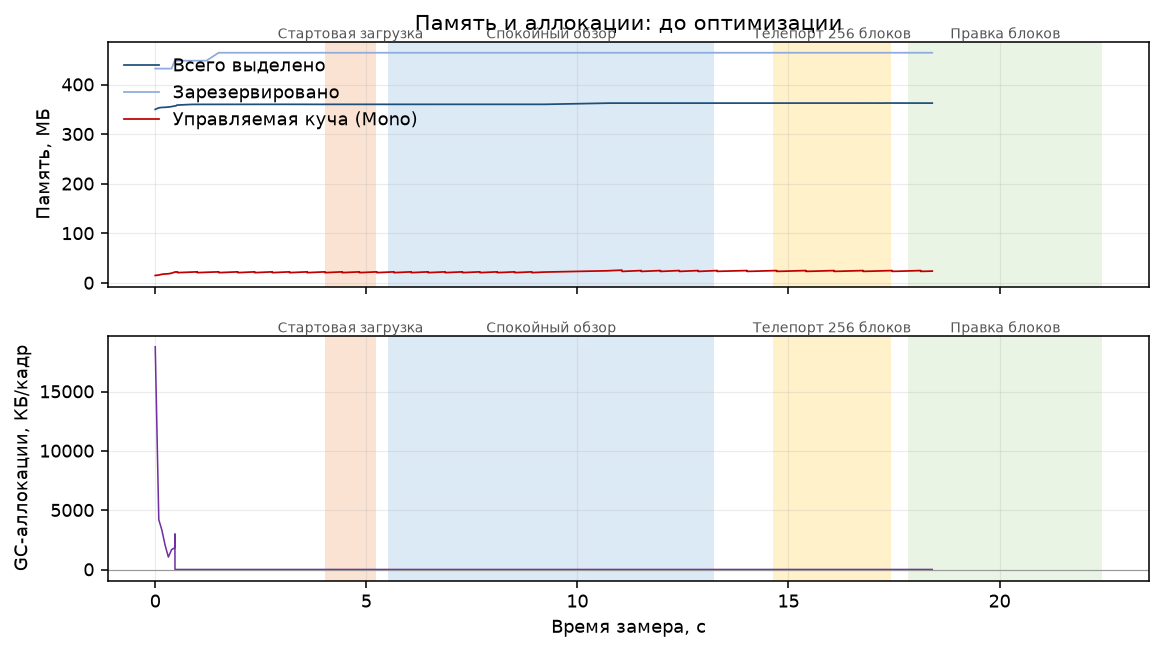 Память и аллокации: до оптимизации
Стартовая загрузка Спокойный обзор Телепорт 256 блоков Правка блоков
Всего выделено
Зарезервировано
Управляемая куча (Mono)
Память, МБ
400
300
200
100
0
Стартовая загрузка Спокойный обзор Телепорт 256 блоков Правка блоков
GC-аллокации, КБ/кадр
15000
10000
5000
0
0 5 10 15 20
Время замера, с